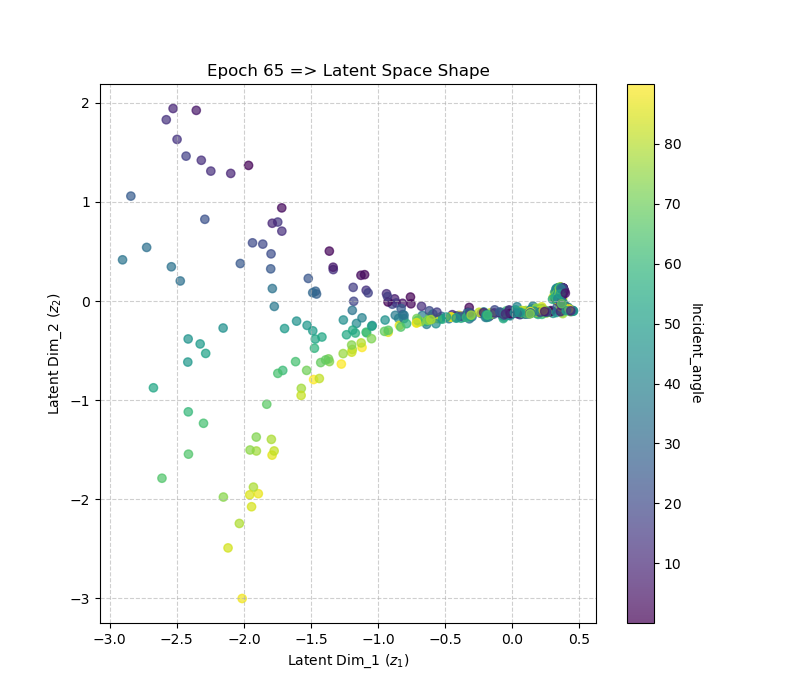 Epoch 65 => Latent Space Shape
2
1
0
−1
−2
−3
Latent Dim_2 (z₂)
−3.0 −2.5 −2.0 −1.5 −1.0 −0.5 0.0 0.5
Latent Dim_1 (z₁)
80
70
60
50
40
30
20
10
Incident_angle